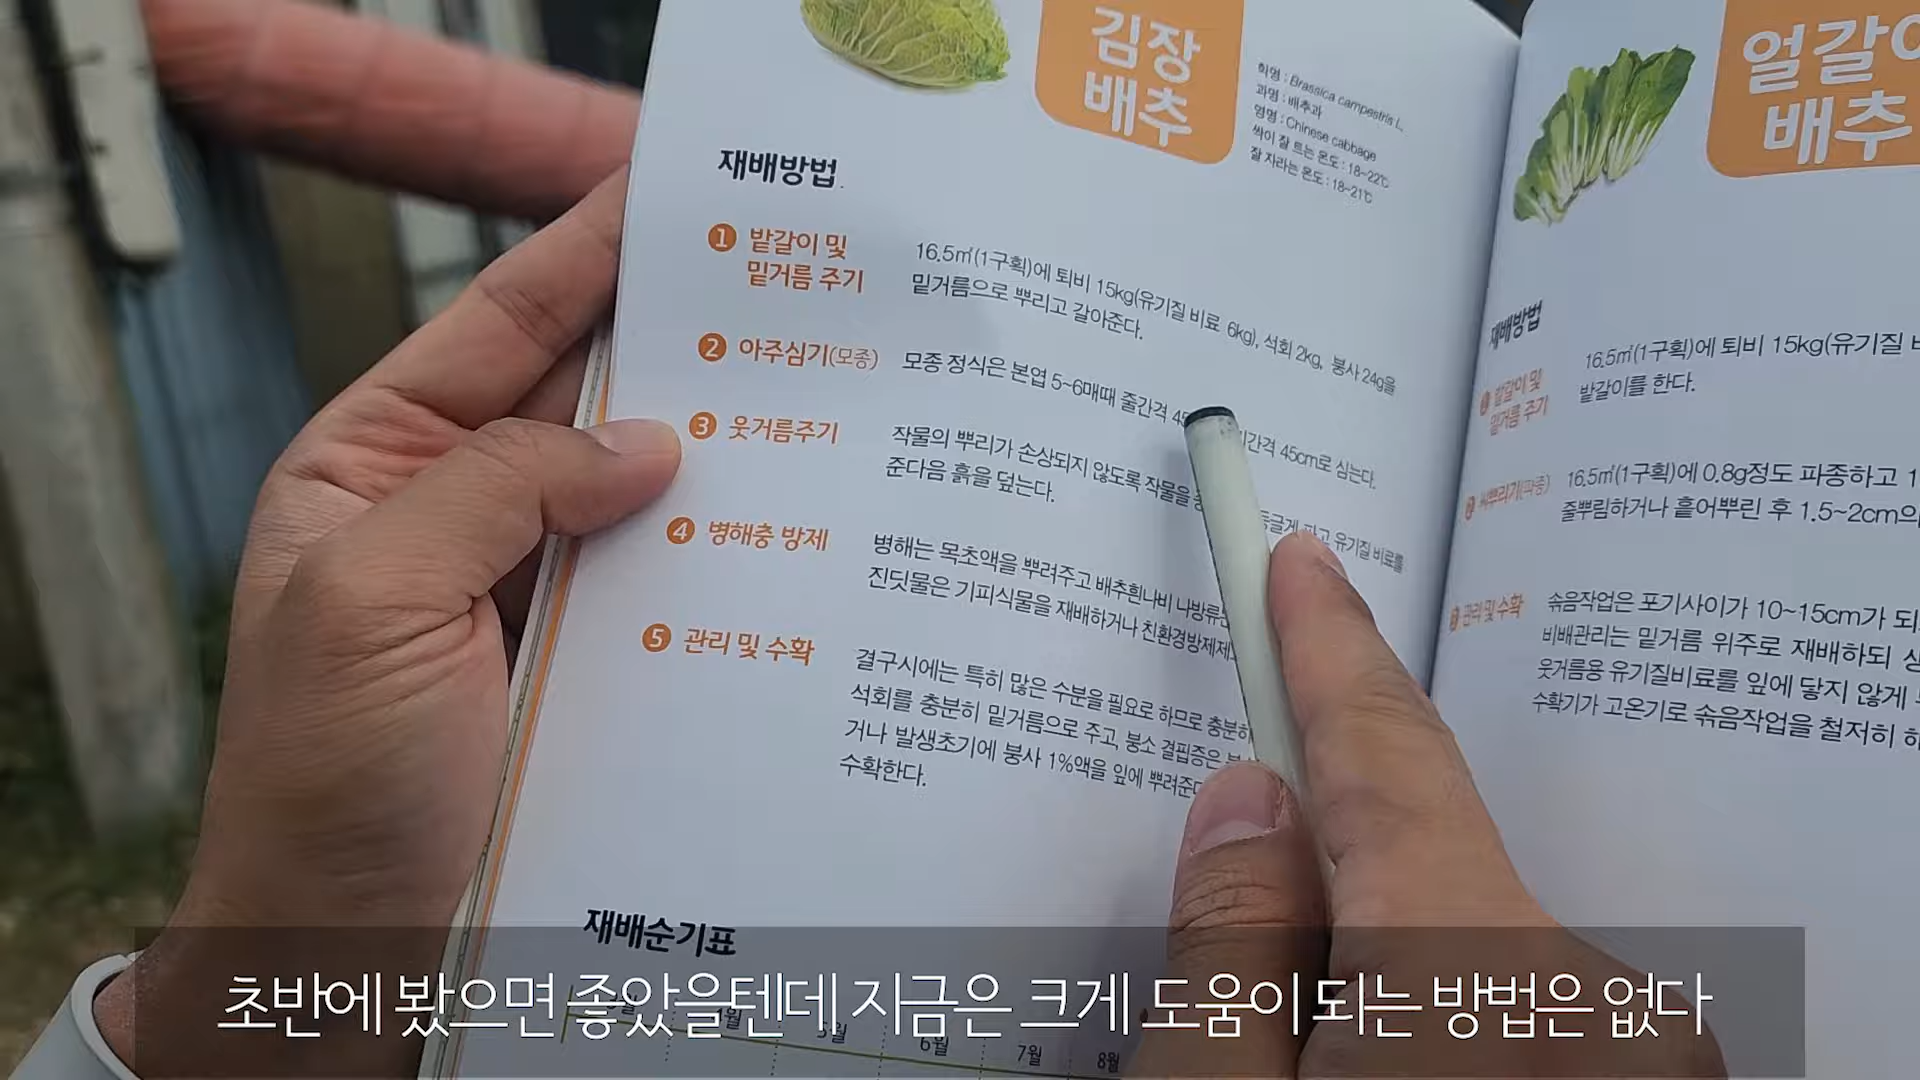 김장
배추
학명 : Brassica campestris L.
과명 : 배추과
영명 : Chinese cabbage
싹이 잘 트는 온도 : 18~22℃
잘 자라는 온도 : 18~21℃
재배방법
1 밭갈이 및
밑거름 주기
16.5㎡(1구획)에 퇴비 15kg(유기질 비료 6kg), 석회 2kg, 붕사 24g을
밑거름으로 뿌리고 갈아준다.
2 아주심기(모종)
모종 정식은 본엽 5~6매때 줄간격 45cm로 심는다.
3 웃거름주기
작물의 뿌리가 손상되지 않도록 작물을 둥글게 파고 유기질 비료를
준다음 흙을 덮는다.
4 병해충 방제
병해는 목초액을 뿌려주고 배추흰나비 나방류
진딧물은 기피식물을 재배하거나 친환경방제제
5 관리 및 수확
결구시에는 특히 많은 수분을 필요로 하므로
석회를 충분히 밑거름으로 주고, 붕소 결핍증은
거나 발생초기에 붕사 1%액을 잎에 뿌려준다
수확한다.
재배순기표
5월
6월
7월
8월
배추
재배방법
밭갈이 및
밑거름 주기
16.5㎡(1구획)에 퇴비 15kg(유기질
밭갈이를 한다.
씨뿌리기(파종)
16.5㎡(1구획)에 0.8g정도 파종하고
줄뿌림하거나 흩어뿌린 후 1.5~2cm의
관리 및 수확
솎음작업은 포기사이가 10~15cm가
비배관리는 밑거름 위주로 재배하되
웃거름용 유기질비료를 잎에 닿지 않게
수확기가 고온기로 솎음작업을 철저히
초반에 봤으면 좋았을텐데 지금은 크게 도움이 되는 방법은 없다